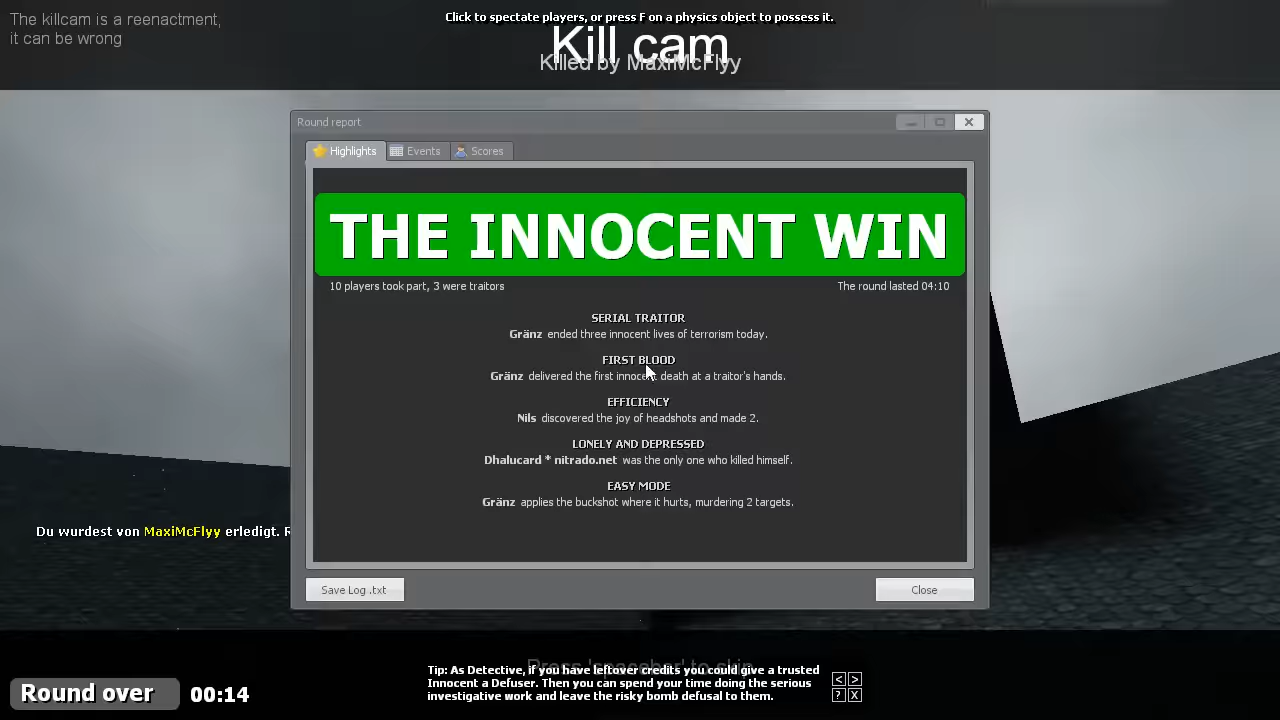 The killcam is a reenactment,
it can be wrong
Click to spectate players, or press F on a physics object to possess it.
Kill cam
Killed by MaxiMcFlyy
Round report
Highlights
Events
Scores
THE INNOCENT WIN
10 players took part, 3 were traitors
The round lasted 04:10
SERIAL TRAITOR
Gränz ended three innocent lives of terrorism today.
FIRST BLOOD
Gränz delivered the first innocent death at a traitor's hands.
EFFICIENCY
Nils discovered the joy of headshots and made 2.
LONELY AND DEPRESSED
Dhalucard * nitrado.net was the only one who killed himself.
EASY MODE
Gränz applies the buckshot where it hurts, murdering 2 targets.
Du wurdest von MaxiMcFlyy erledigt.
Save Log .txt
Close
Press 'spacebar' to skip
Tip: As Detective, if you have leftover credits you could give a trusted
Innocent a Defuser. Then you can spend your time doing the serious
investigative work and leave the risky bomb defusal to them.
< >
? X
Round over 00:14